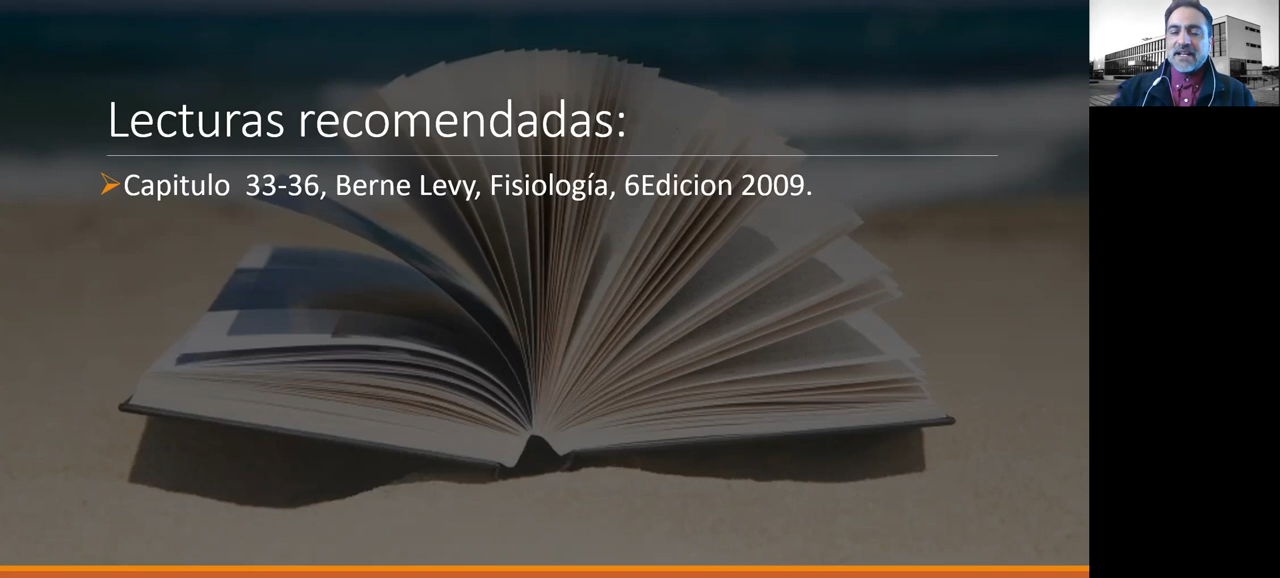 Lecturas recomendadas:
Capitulo  33-36, Berne Levy, Fisiología, 6Edicion 2009.